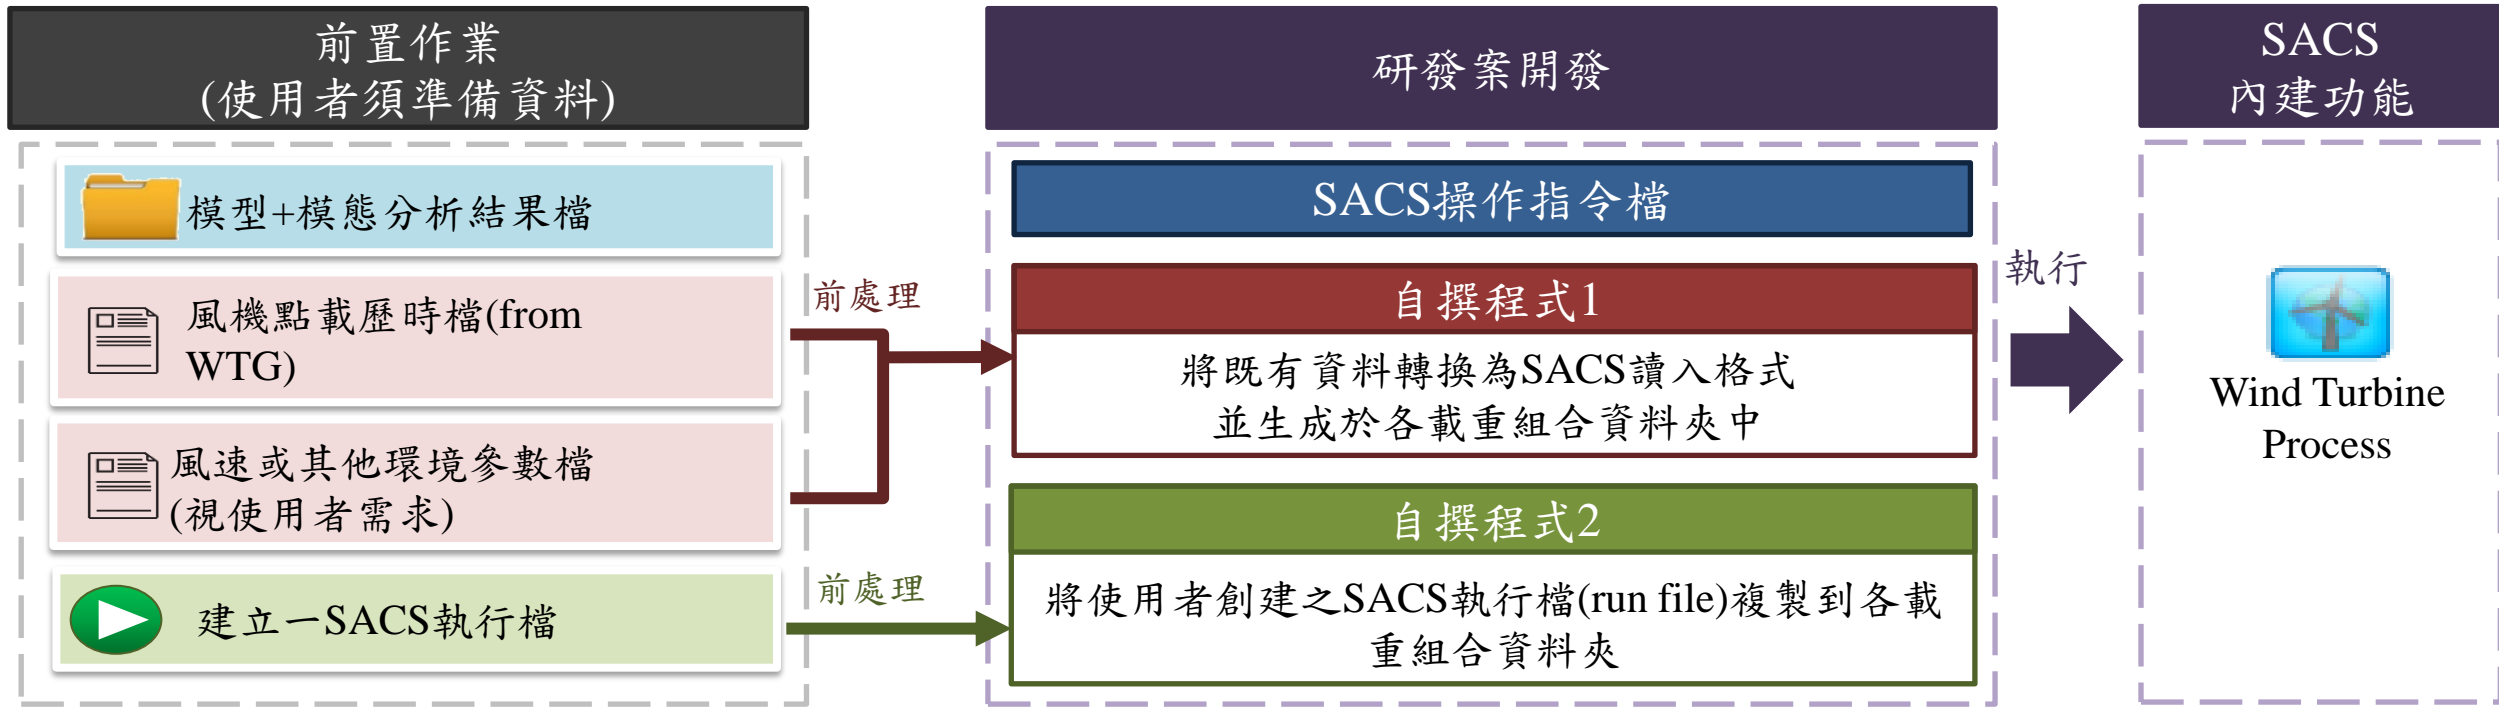 前置作業
(使用者須準備資料)
模型+模態分析結果檔
風機點載歷時檔(from
WTG)
風速或其他環境參數檔
(視使用者需求)
建立一SACS執行檔
前處理
前處理
研發案開發
SACS操作指令檔
自撰程式1
將既有資料轉換為SACS讀入格式
並生成於各載重組合資料夾中
自撰程式2
將使用者創建之SACS執行檔(run file)複製到各載
重組合資料夾
執行
SACS
內建功能
Wind Turbine
Process